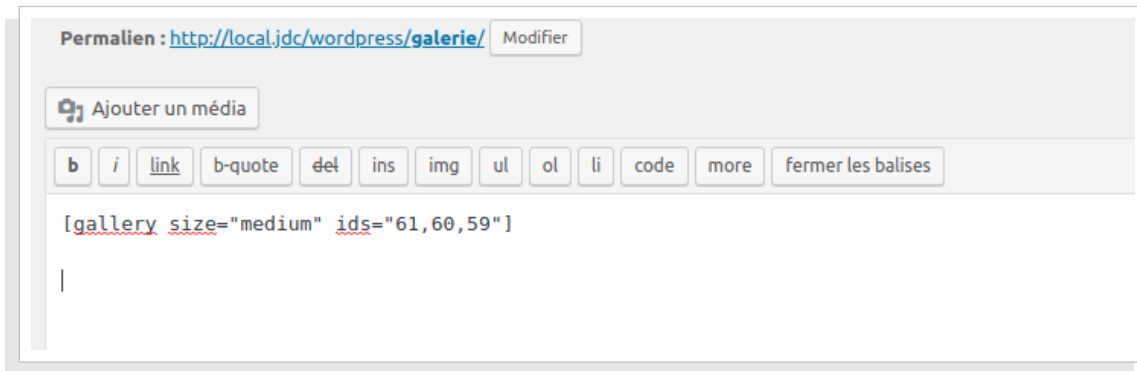 Permalien : http://local.jdc/wordpress/galerie/ Modifier
Ajouter un média
b i link b-quote del ins img ul ol li code more fermer les balises
[gallery size="medium" ids="61,60,59"]